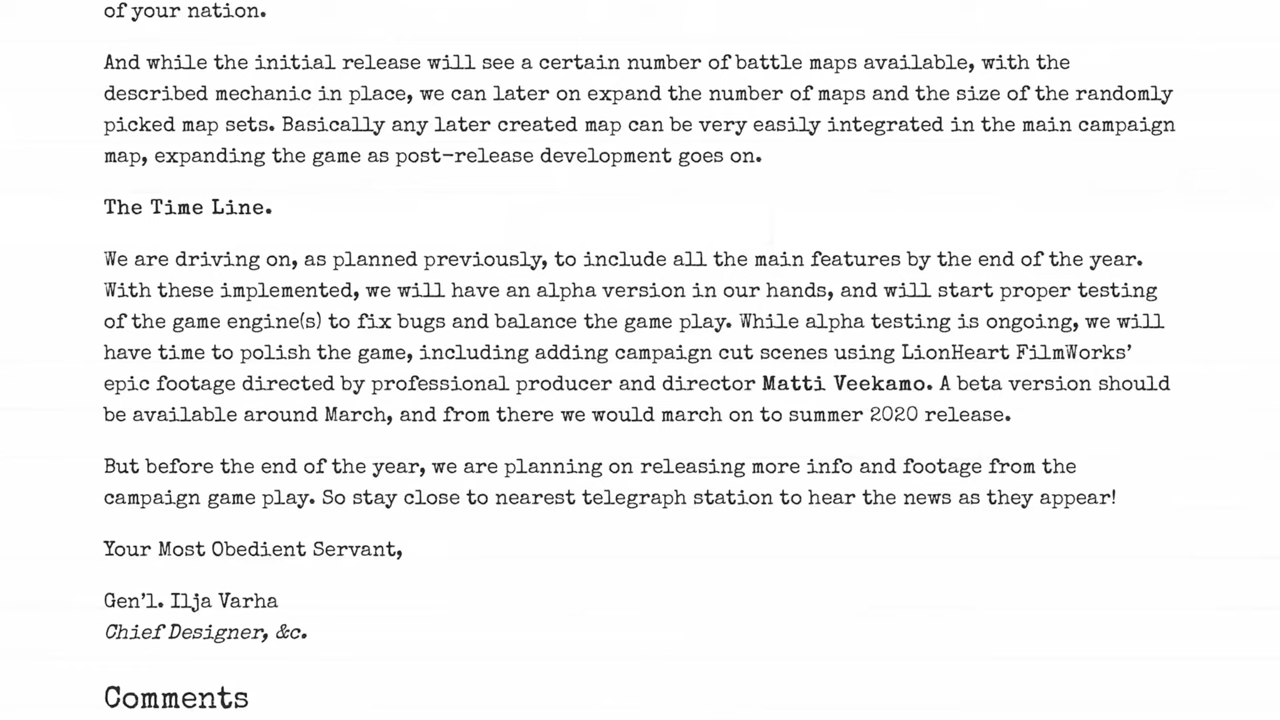 of your nation.
And while the initial release will see a certain number of battle maps available, with the
described mechanic in place, we can later on expand the number of maps and the size of the randomly
picked map sets. Basically any later created map can be very easily integrated in the main campaign
map, expanding the game as post-release development goes on.
The Time Line.
We are driving on, as planned previously, to include all the main features by the end of the year.
With these implemented, we will have an alpha version in our hands, and will start proper testing
of the game engine(s) to fix bugs and balance the game play. While alpha testing is ongoing, we will
have time to polish the game, including adding campaign cut scenes using LionHeart FilmWorks’
epic footage directed by professional producer and director Matti Veekamo. A beta version should
be available around March, and from there we would march on to summer 2020 release.
But before the end of the year, we are planning on releasing more info and footage from the
campaign game play. So stay close to nearest telegraph station to hear the news as they appear!
Your Most Obedient Servant,
Gen’l. Ilja Varha
Chief Designer, &c.
Comments